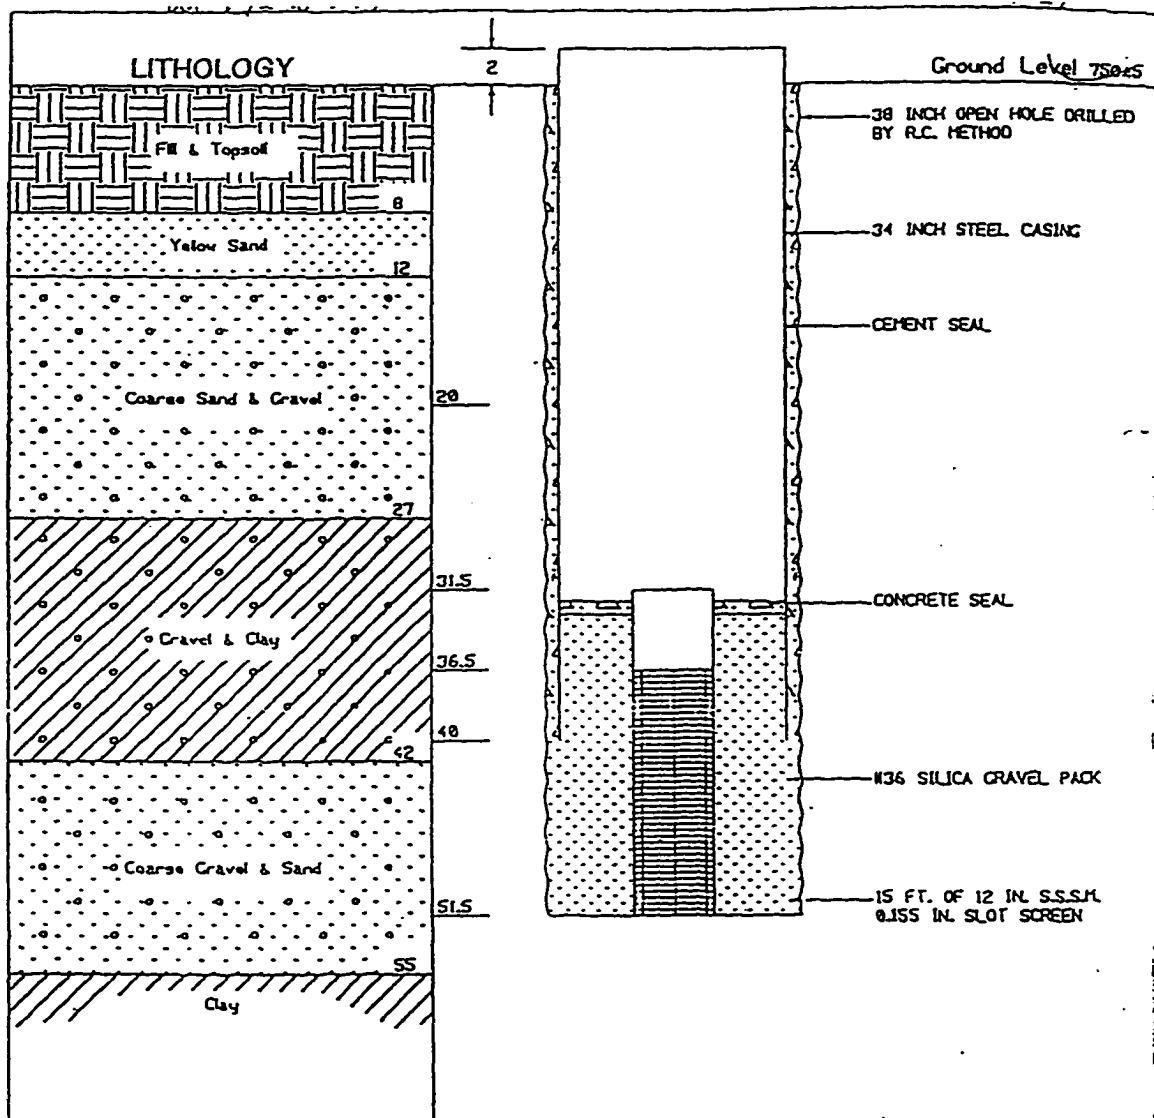 LITHOLOGY
2
Ground Level 750±5
38 INCH OPEN HOLE DRILLED
BY R.C. METHOD
Fill & Topsoil
8
34 INCH STEEL CASING
Yelow Sand
12
CEMENT SEAL
Coarse Sand & Gravel
20
27
31.5
CONCRETE SEAL
Gravel & Clay
36.5
40
42
#36 SILICA GRAVEL PACK
Coarse Gravel & Sand
15 FT. OF 12 IN. S.S.S.M.
0.155 IN. SLOT SCREEN
51.5
55
Clay